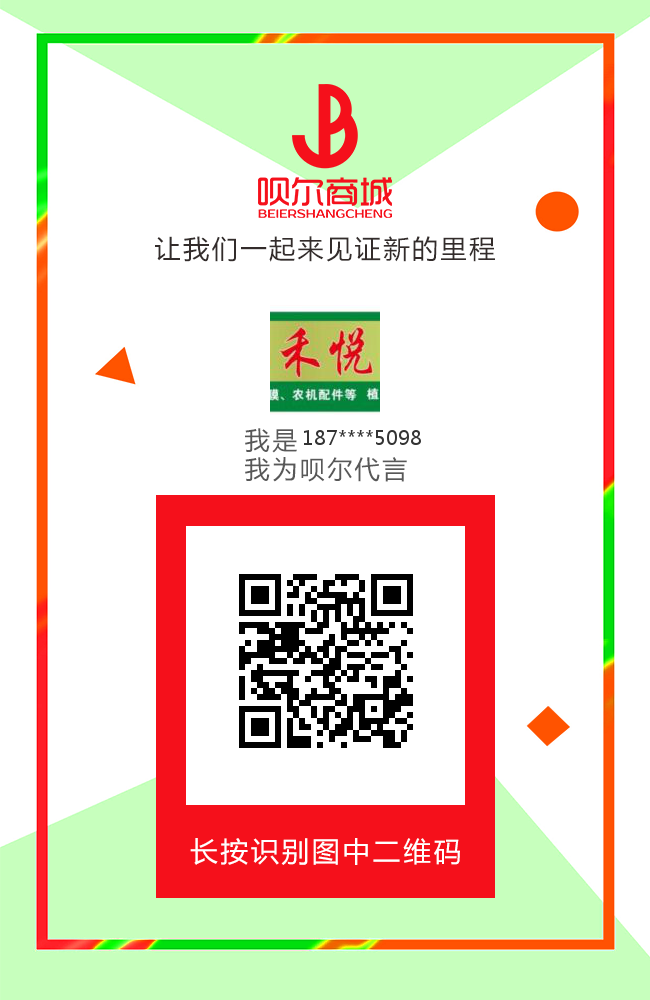 呗尔商城
BEIERSHANGCHENG
让我们一起来见证新的里程
禾悦
膜、农机配件等 植
我是 187****5098
我为呗尔代言
长按识别图中二维码